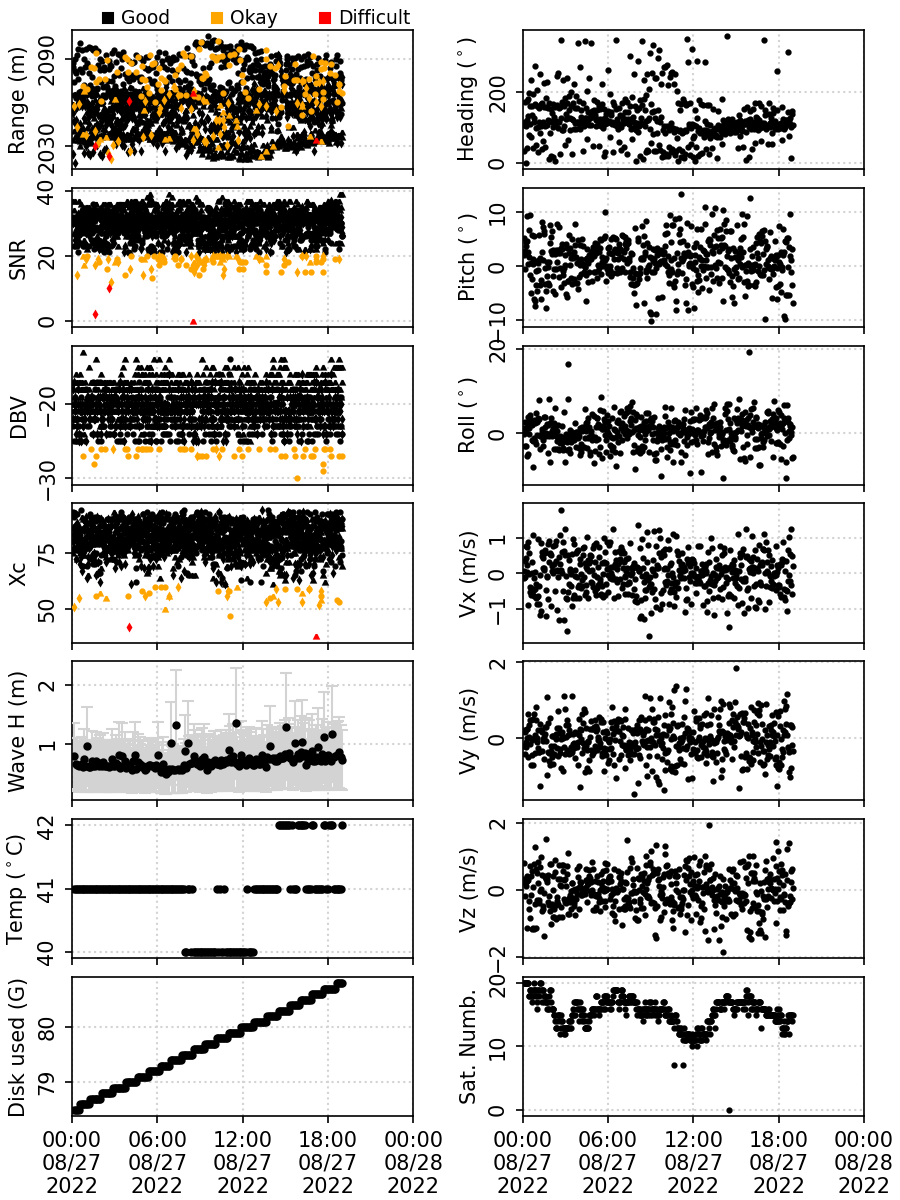 Good Okay Difficult
Range (m)
2090
2030
Heading (°)
200
0
SNR
40
20
0
Pitch (°)
10
0
−10
DBV
−20
−30
Roll (°)
20
0
Xc
75
50
Vx (m/s)
1
0
−1
Wave H (m)
2
1
Vy (m/s)
2
0
Temp (°C)
42
41
40
Vz (m/s)
2
0
−2
Disk used (G)
80
79
Sat. Numb.
20
10
0
00:00 06:00 12:00 18:00 00:00
08/27 08/27 08/27 08/27 08/28
2022 2022 2022 2022 2022
00:00 06:00 12:00 18:00 00:00
08/27 08/27 08/27 08/27 08/28
2022 2022 2022 2022 2022